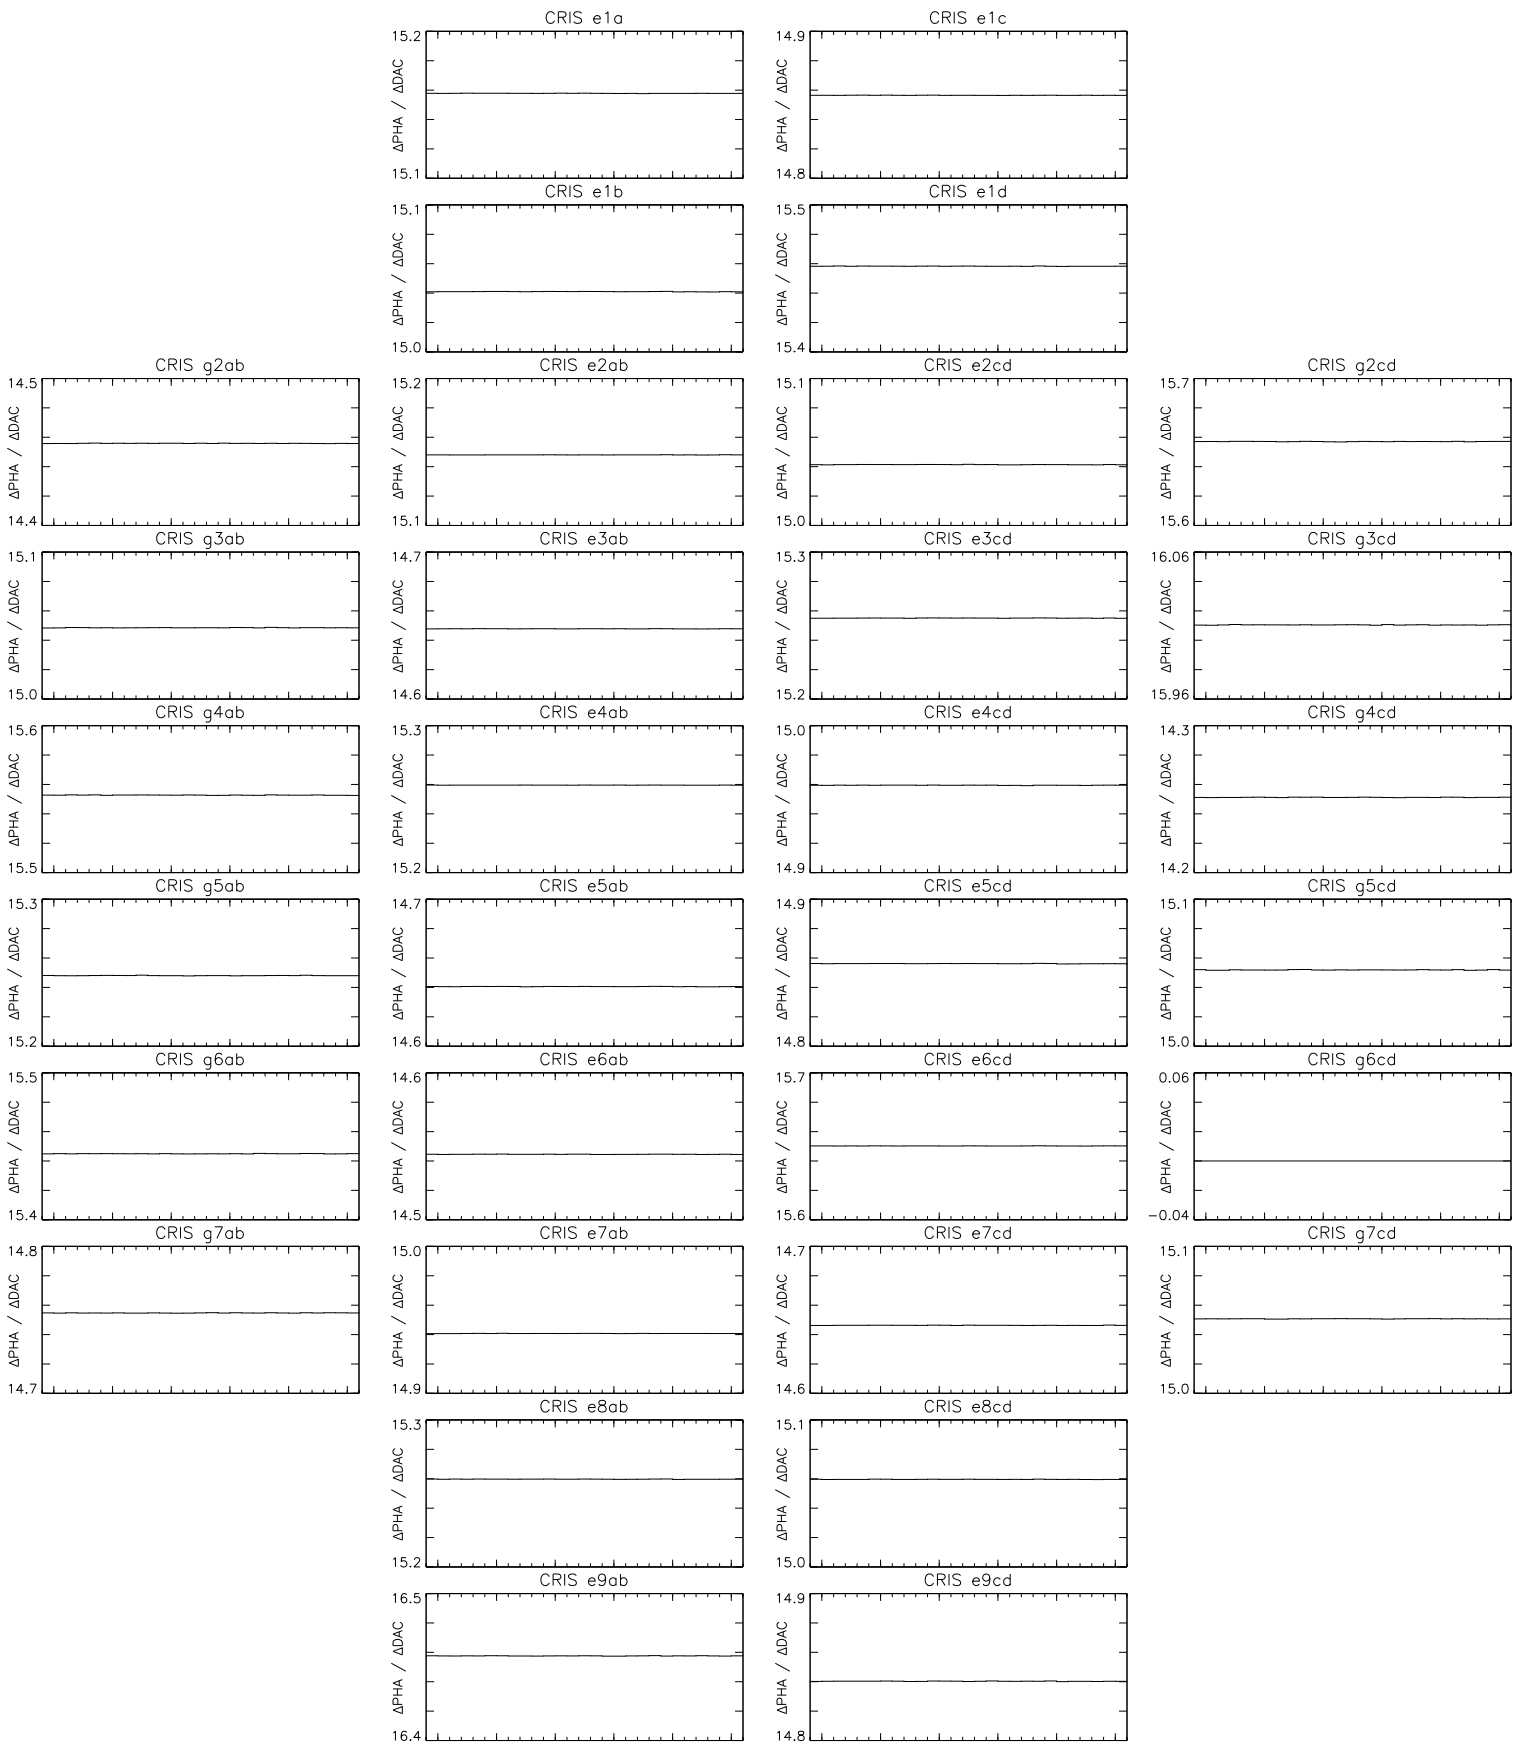 CRIS e1a
CRIS e1c
15.2
ΔPHA / ΔDAC
15.1
14.9
ΔPHA / ΔDAC
14.8
CRIS e1b
CRIS e1d
15.1
ΔPHA / ΔDAC
15.0
15.5
ΔPHA / ΔDAC
15.4
CRIS g2ab
CRIS e2ab
CRIS e2cd
CRIS g2cd
14.5
ΔPHA / ΔDAC
14.4
15.2
ΔPHA / ΔDAC
15.1
15.1
ΔPHA / ΔDAC
15.0
15.7
ΔPHA / ΔDAC
15.6
CRIS g3ab
CRIS e3ab
CRIS e3cd
CRIS g3cd
15.1
ΔPHA / ΔDAC
15.0
14.7
ΔPHA / ΔDAC
14.6
15.3
ΔPHA / ΔDAC
15.2
16.06
ΔPHA / ΔDAC
15.96
CRIS g4ab
CRIS e4ab
CRIS e4cd
CRIS g4cd
15.6
ΔPHA / ΔDAC
15.5
15.3
ΔPHA / ΔDAC
15.2
15.0
ΔPHA / ΔDAC
14.9
14.3
ΔPHA / ΔDAC
14.2
CRIS g5ab
CRIS e5ab
CRIS e5cd
CRIS g5cd
15.3
ΔPHA / ΔDAC
15.2
14.7
ΔPHA / ΔDAC
14.6
14.9
ΔPHA / ΔDAC
14.8
15.1
ΔPHA / ΔDAC
15.0
CRIS g6ab
CRIS e6ab
CRIS e6cd
CRIS g6cd
15.5
ΔPHA / ΔDAC
15.4
14.6
ΔPHA / ΔDAC
14.5
15.7
ΔPHA / ΔDAC
15.6
0.06
ΔPHA / ΔDAC
−0.04
CRIS g7ab
CRIS e7ab
CRIS e7cd
CRIS g7cd
14.8
ΔPHA / ΔDAC
14.7
15.0
ΔPHA / ΔDAC
14.9
14.7
ΔPHA / ΔDAC
14.6
15.1
ΔPHA / ΔDAC
15.0
CRIS e8ab
CRIS e8cd
15.3
ΔPHA / ΔDAC
15.2
15.1
ΔPHA / ΔDAC
15.0
CRIS e9ab
CRIS e9cd
16.5
ΔPHA / ΔDAC
16.4
14.9
ΔPHA / ΔDAC
14.8